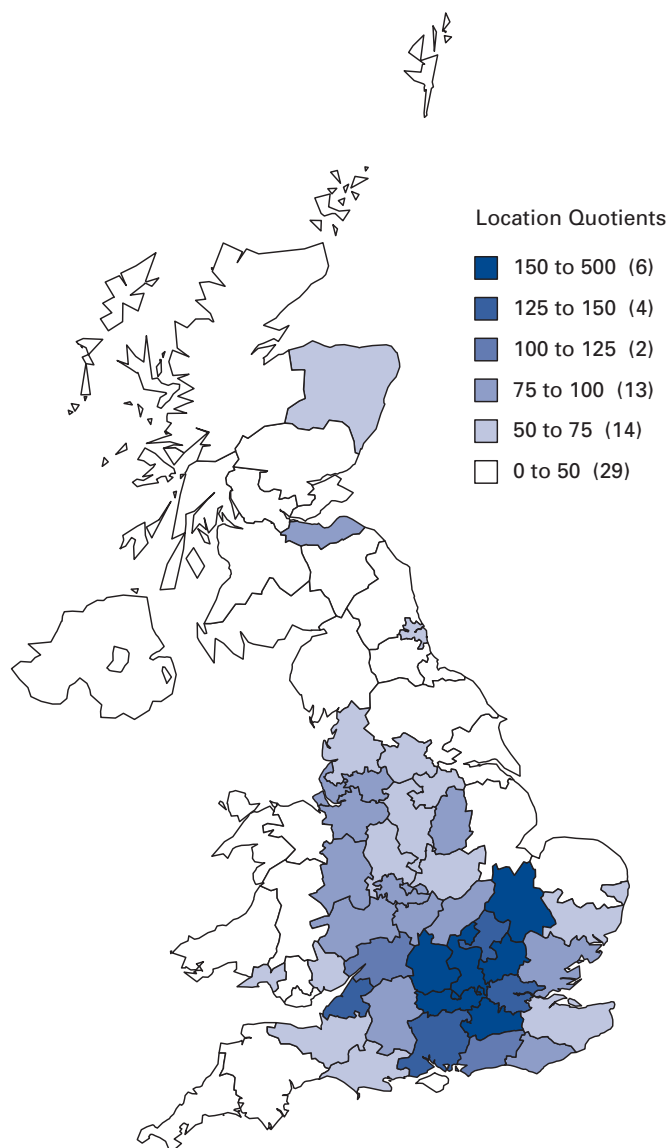 Location Quotients
150 to 500 (6)
125 to 150 (4)
100 to 125 (2)
75 to 100 (13)
50 to 75 (14)
0 to 50 (29)